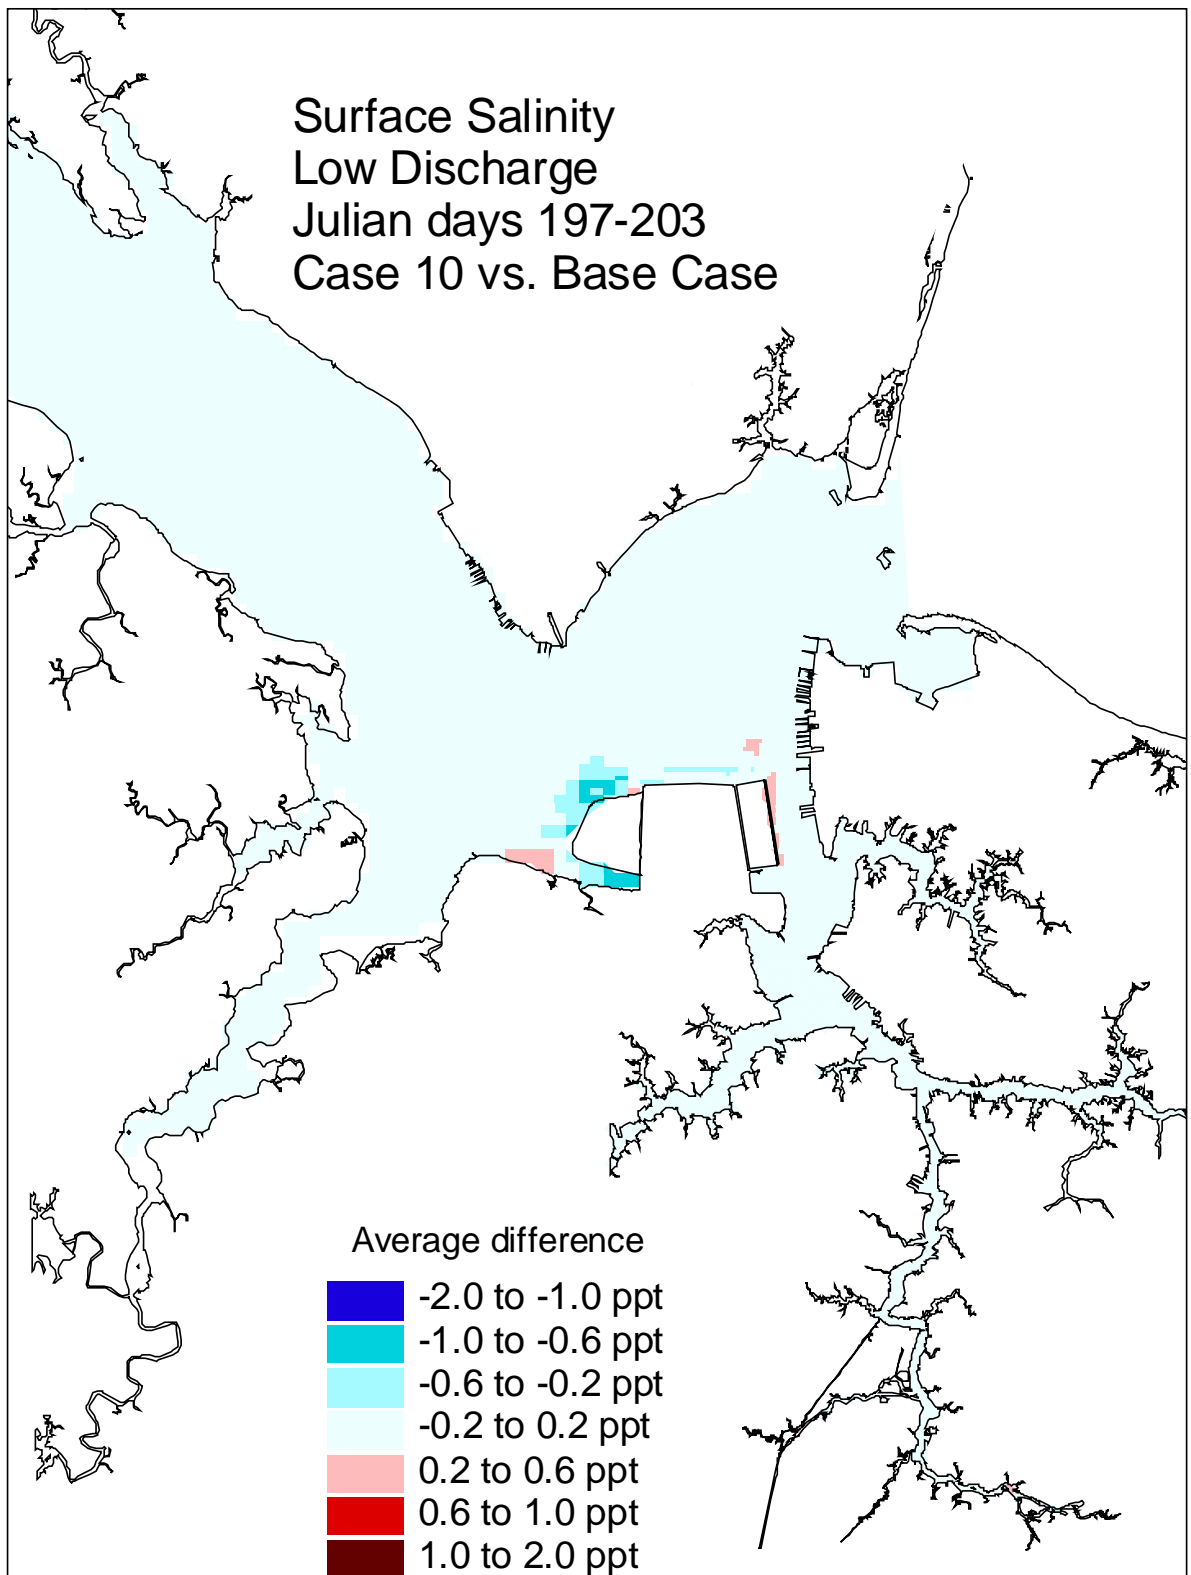 Surface Salinity
Low Discharge
Julian days 197-203
Case 10 vs. Base Case
Average difference
-2.0 to -1.0 ppt
-1.0 to -0.6 ppt
-0.6 to -0.2 ppt
-0.2 to 0.2 ppt
0.2 to 0.6 ppt
0.6 to 1.0 ppt
1.0 to 2.0 ppt